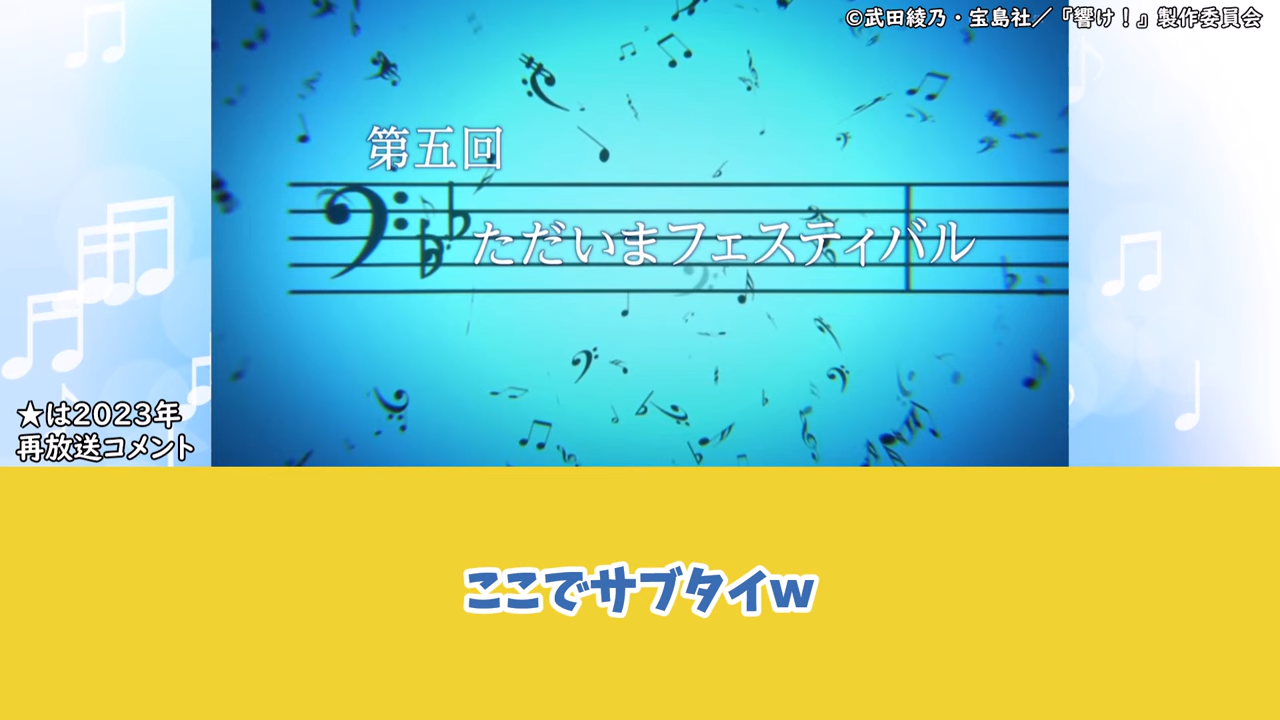 ©武田綾乃・宝島社／『響け！』製作委員会
第五回
ただいまフェスティバル
★は2023年
再放送コメント
ここでサブタイw